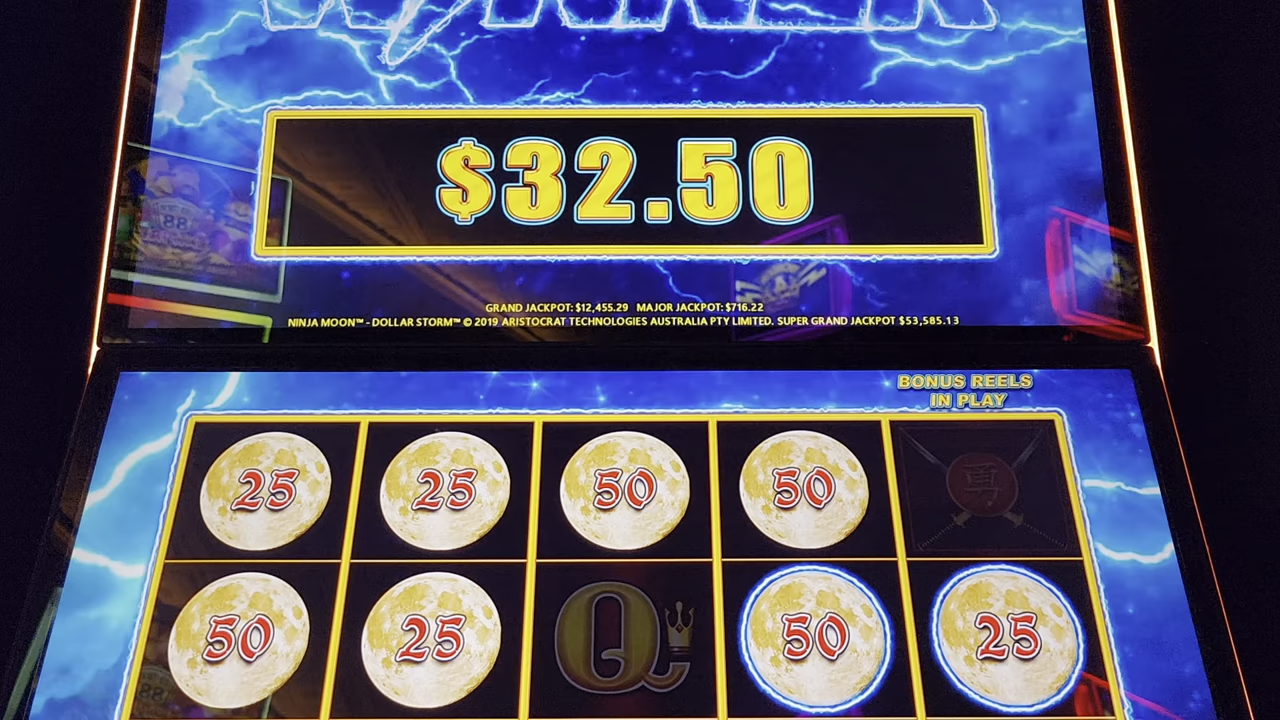 $32.50
GRAND JACKPOT: $12,455.29 MAJOR JACKPOT: $716.22
NINJA MOON™ - DOLLAR STORM™ © 2019 ARISTOCRAT TECHNOLOGIES AUSTRALIA PTY LIMITED. SUPER GRAND JACKPOT $53,585.13
BONUS REELS
IN PLAY
25 25 50 50 勇
50 25 Q 50 25